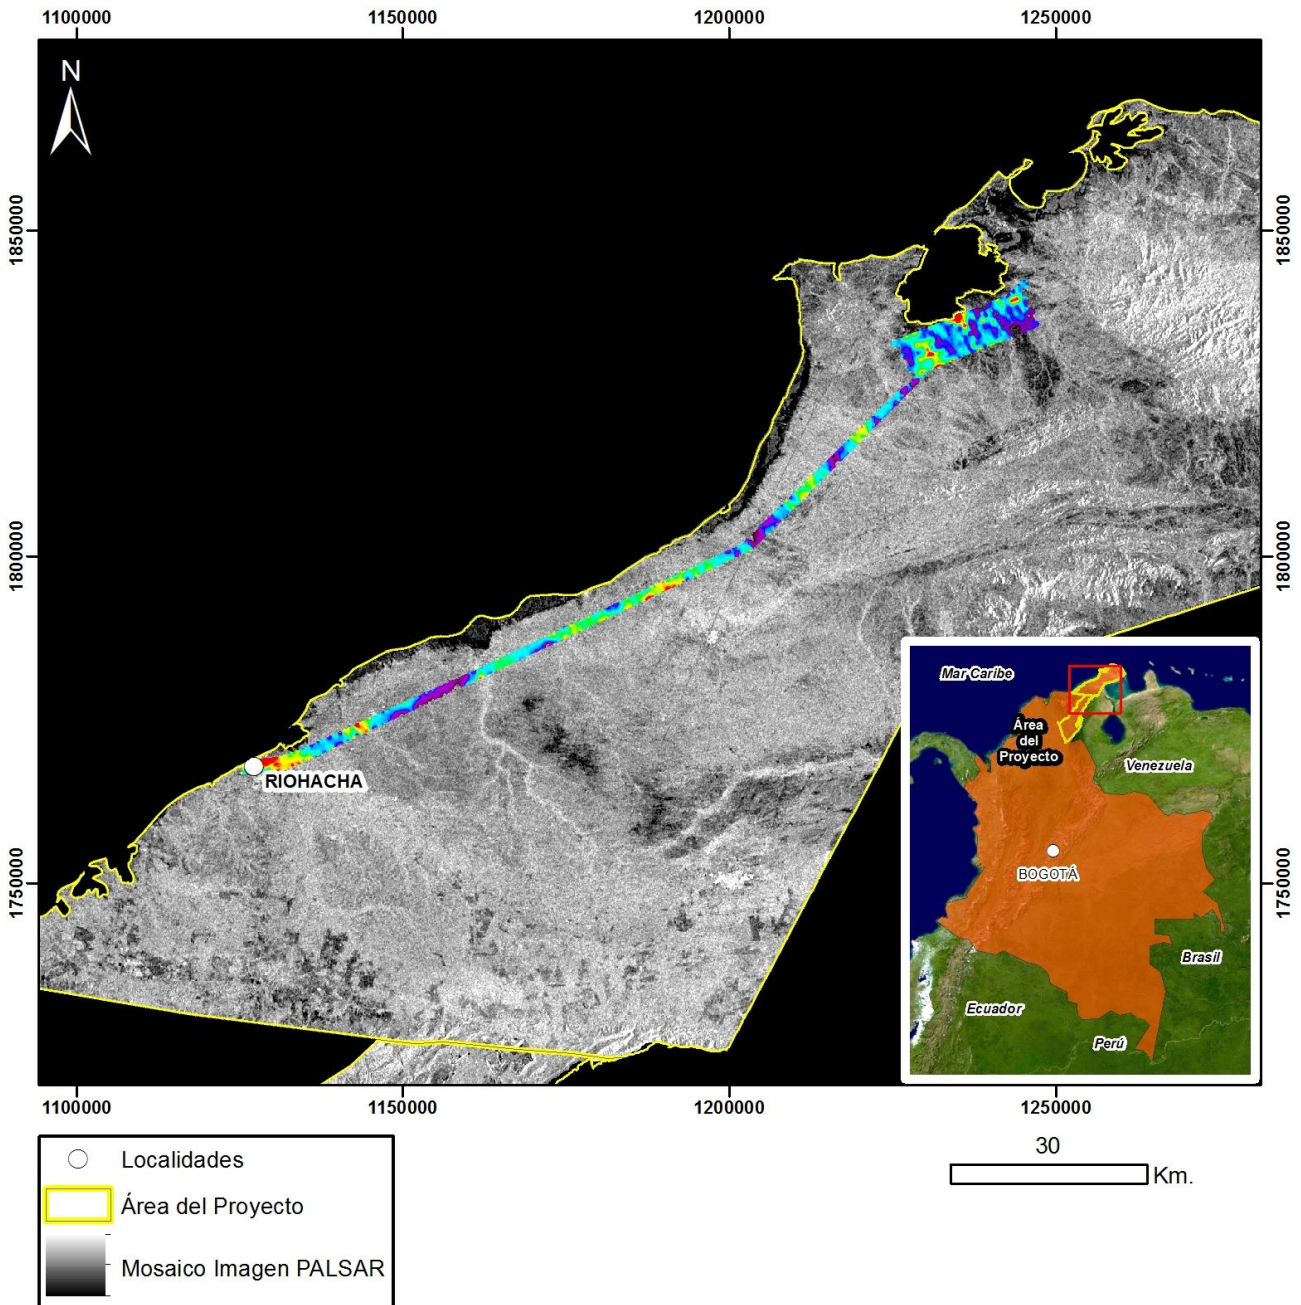 1100000 1150000 1200000 1250000
N
1850000 1850000
1800000 1800000
1750000 1750000
RIOHACHA
Mar Caribe
Área
del
Proyecto
Venezuela
BOGOTÁ
Brasil
Ecuador
Perú
1100000 1150000 1200000 1250000
30
Km.
Localidades
Área del Proyecto
Mosaico Imagen PALSAR